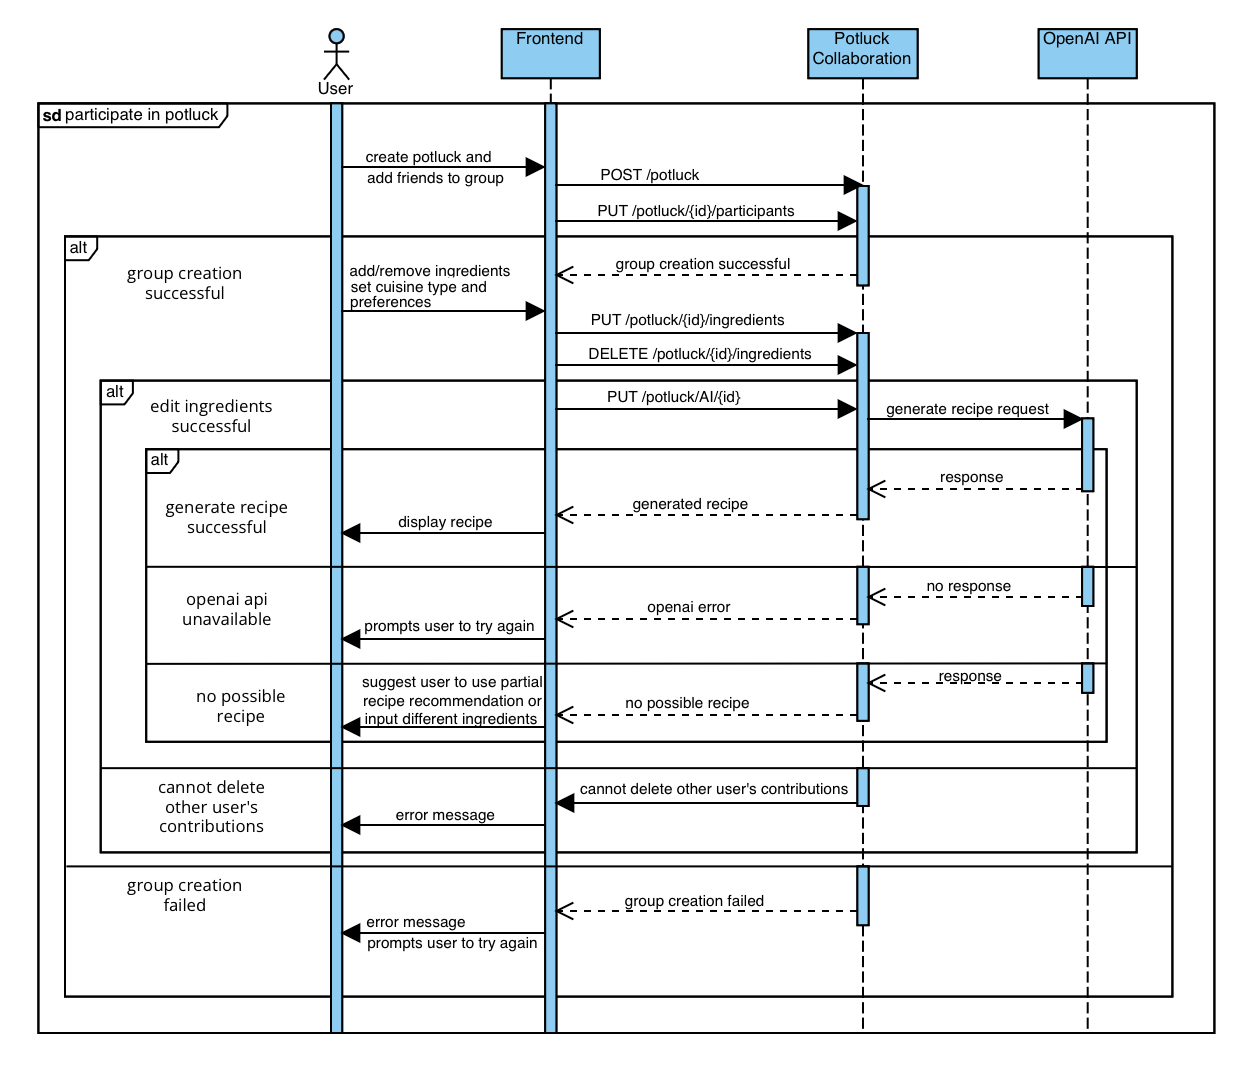 User
Frontend
Potluck
Collaboration
OpenAI API
sd participate in potluck
create potluck and
add friends to group
POST /potluck
PUT /potluck/{id}/participants
alt
group creation
successful
group creation successful
add/remove ingredients
set cuisine type and
preferences
PUT /potluck/{id}/ingredients
DELETE /potluck/{id}/ingredients
alt
edit ingredients
successful
PUT /potluck/AI/{id}
generate recipe request
alt
generate recipe
successful
response
generated recipe
display recipe
openai api
unavailable
no response
openai error
prompts user to try again
no possible
recipe
response
suggest user to use partial
recipe recommendation or
input different ingredients
no possible recipe
cannot delete
other user's
contributions
cannot delete other user's contributions
error message
group creation
failed
group creation failed
error message
prompts user to try again